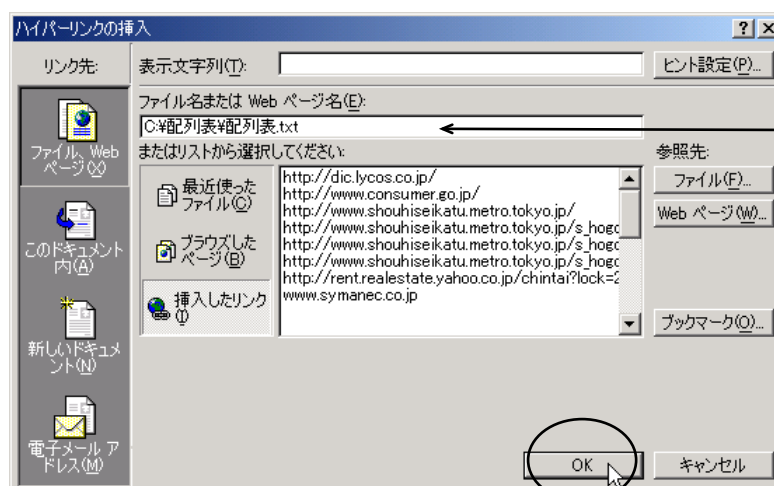 ハイパーリンクの挿入
リンク先:
表示文字列(T):
ヒント設定(P)...
ファイル名または Web ページ名(E):
C:¥配列表¥配列表.txt
またはリストから選択してください:
参照先:
ファイル、Web
ページ(X)
このドキュメント
内(A)
新しいドキュメ
ント(N)
電子メール ア
ドレス(M)
最近使った
ファイル(C)
ブラウズした
ページ(B)
挿入したリンク
(I)
http://dic.lycos.co.jp/
http://www.consumer.go.jp/
http://www.shouhiseikatu.metro.tokyo.jp/
http://www.shouhiseikatu.metro.tokyo.jp/s_hogo
http://www.shouhiseikatu.metro.tokyo.jp/s_hogo
http://www.shouhiseikatu.metro.tokyo.jp/s_hogo
http://rent.realestate.yahoo.co.jp/chintai?lock=2
www.symanec.co.jp
ファイル(F)...
Web ページ(W)...
ブックマーク(O)...
OK
キャンセル